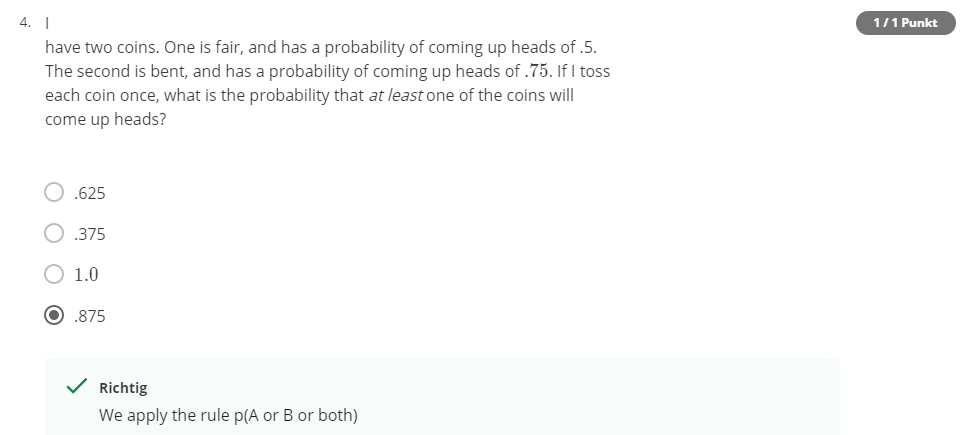 4. I
1 / 1 Punkt
have two coins. One is fair, and has a probability of coming up heads of .5.
The second is bent, and has a probability of coming up heads of .75. If I toss
each coin once, what is the probability that at least one of the coins will
come up heads?
.625
.375
1.0
.875
Richtig
We apply the rule p(A or B or both)